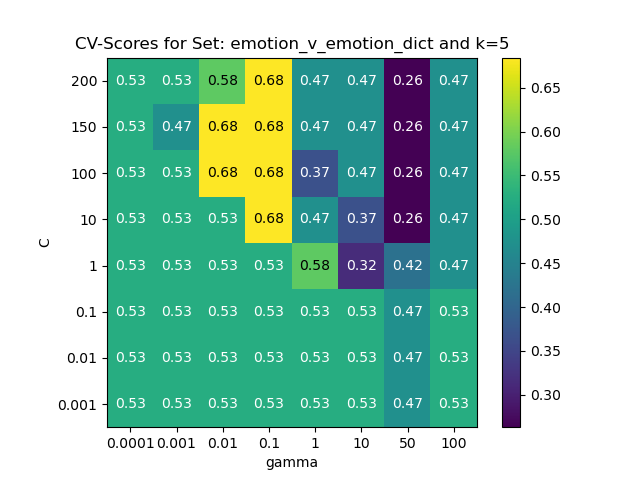 CV-Scores for Set: emotion_v_emotion_dict and k=5
200 0.53 0.53 0.58 0.68 0.47 0.47 0.26 0.47
150 0.53 0.47 0.68 0.68 0.47 0.47 0.26 0.47
100 0.53 0.53 0.68 0.68 0.37 0.47 0.26 0.47
10 0.53 0.53 0.53 0.68 0.47 0.37 0.26 0.47
C
1 0.53 0.53 0.53 0.53 0.58 0.32 0.42 0.47
0.1 0.53 0.53 0.53 0.53 0.53 0.53 0.47 0.53
0.01 0.53 0.53 0.53 0.53 0.53 0.53 0.47 0.53
0.001 0.53 0.53 0.53 0.53 0.53 0.53 0.47 0.53
0.0001 0.001 0.01 0.1 1 10 50 100
gamma
0.65
0.60
0.55
0.50
0.45
0.40
0.35
0.30